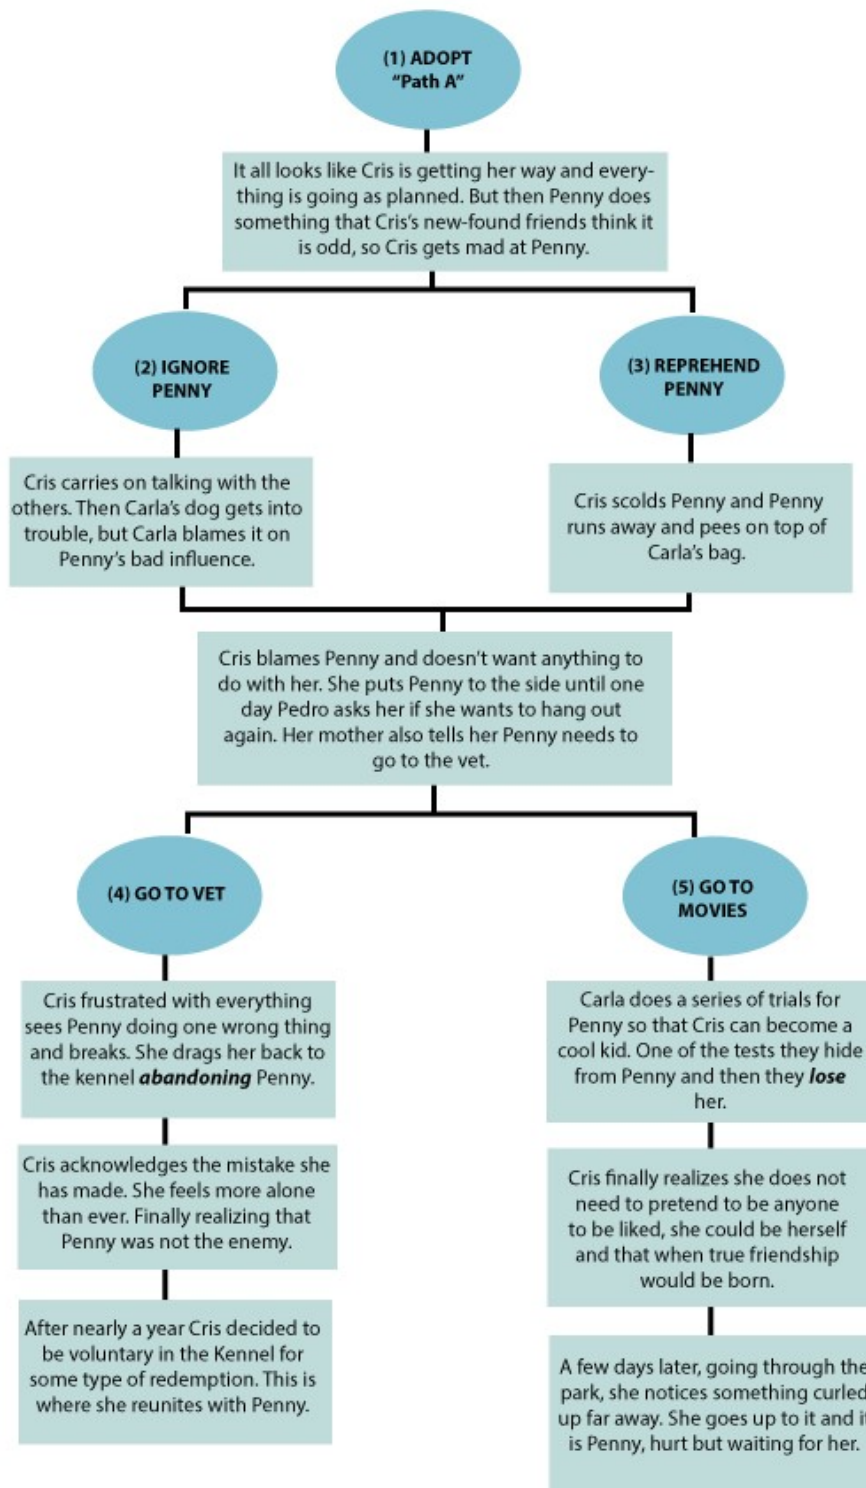 (1) ADOPT
“Path A”
It all looks like Cris is getting her way and every-
thing is going as planned. But then Penny does
something that Cris's new-found friends think it
is odd, so Cris gets mad at Penny.
(2) IGNORE
PENNY
(3) REPREHEND
PENNY
Cris carries on talking with the
others. Then Carla's dog gets into
trouble, but Carla blames it on
Penny's bad influence.
Cris scolds Penny and Penny
runs away and pees on top of
Carla's bag.
Cris blames Penny and doesn't want anything to
do with her. She puts Penny to the side until one
day Pedro asks her if she wants to hang out
again. Her mother also tells her Penny needs to
go to the vet.
(4) GO TO VET
(5) GO TO
MOVIES
Cris frustrated with everything
sees Penny doing one wrong thing
and breaks. She drags her back to
the kennel abandoning Penny.
Cris acknowledges the mistake she
has made. She feels more alone
than ever. Finally realizing that
Penny was not the enemy.
After nearly a year Cris decided to
be voluntary in the Kennel for
some type of redemption. This is
where she reunites with Penny.
Carla does a series of trials for
Penny so that Cris can become a
cool kid. One of the tests they hide
from Penny and then they lose
her.
Cris finally realizes she does not
need to pretend to be anyone
to be liked, she could be herself
and that when true friendship
would be born.
A few days later, going through the
park, she notices something curled
up far away. She goes up to it and it
is Penny, hurt but waiting for her.